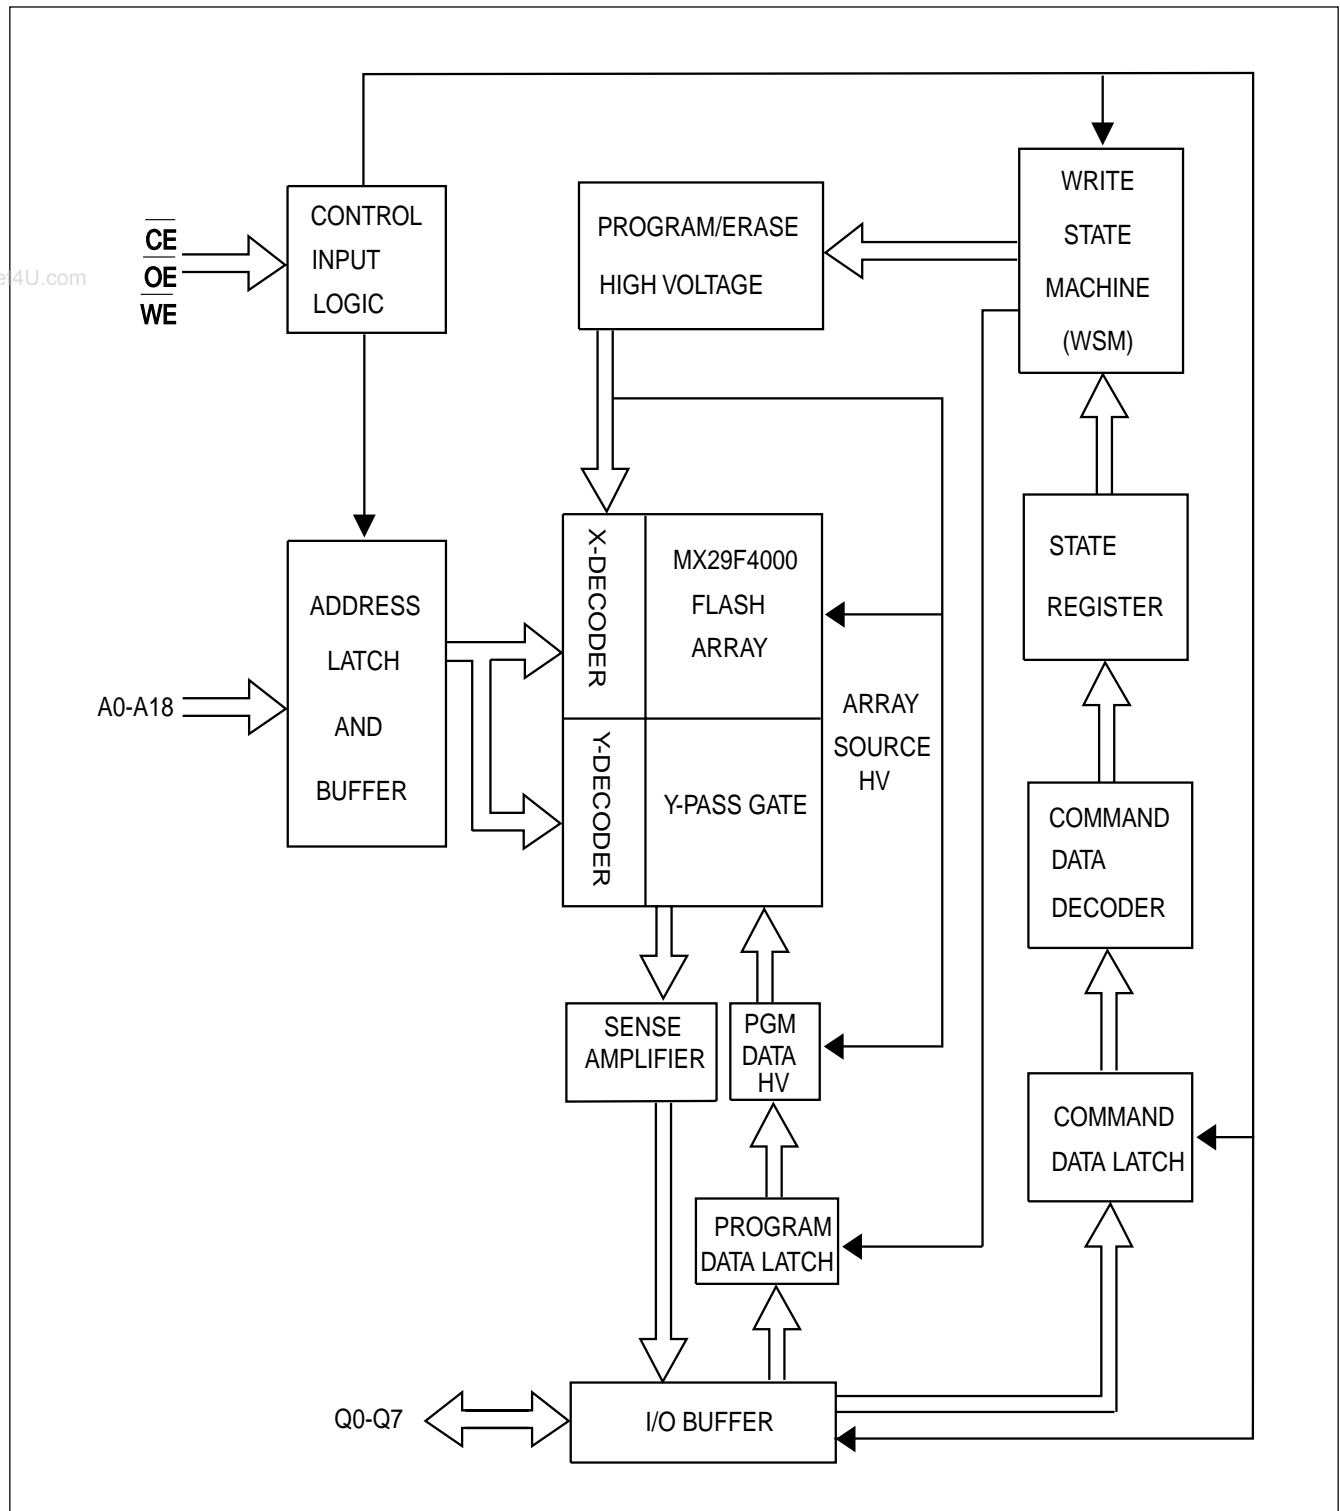 CONTROL
INPUT
LOGIC
CE
OE
WE
et4U.com
PROGRAM/ERASE
HIGH VOLTAGE
WRITE
STATE
MACHINE
(WSM)
ADDRESS
LATCH
AND
BUFFER
A0-A18
X-DECODER
MX29F4000
FLASH
ARRAY
Y-DECODER
Y-PASS GATE
ARRAY
SOURCE
HV
STATE
REGISTER
COMMAND
DATA
DECODER
SENSE
AMPLIFIER
PGM
DATA
HV
COMMAND
DATA LATCH
PROGRAM
DATA LATCH
Q0-Q7
I/O BUFFER